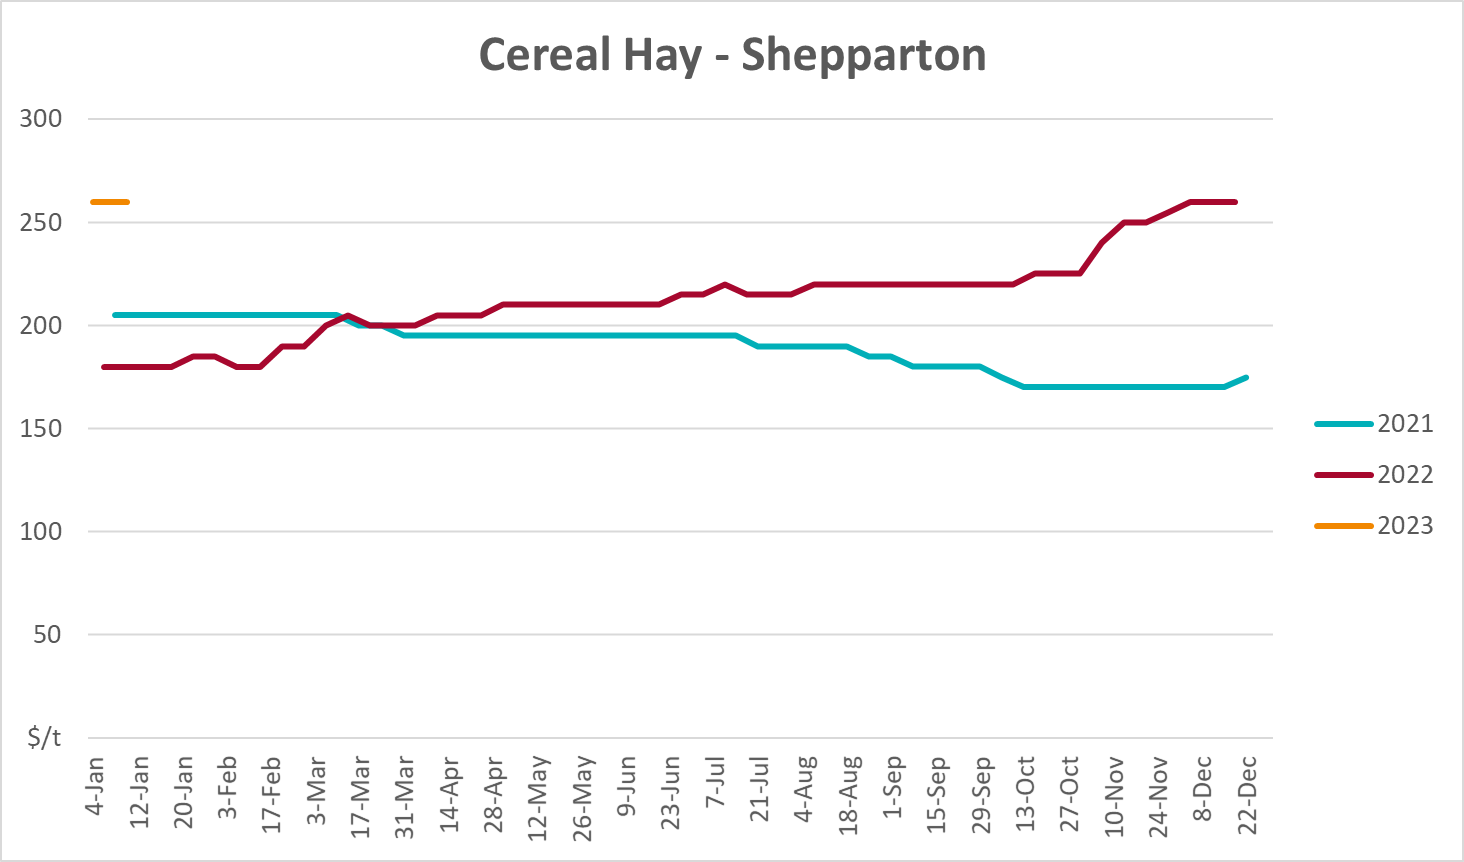 Cereal Hay - Shepparton
300
250
200
150
100
50
$/t
4-Jan
12-Jan
20-Jan
3-Feb
17-Feb
3-Mar
17-Mar
31-Mar
14-Apr
28-Apr
12-May
26-May
9-Jun
23-Jun
7-Jul
21-Jul
4-Aug
18-Aug
1-Sep
15-Sep
29-Sep
13-Oct
27-Oct
10-Nov
24-Nov
8-Dec
22-Dec
2021
2022
2023